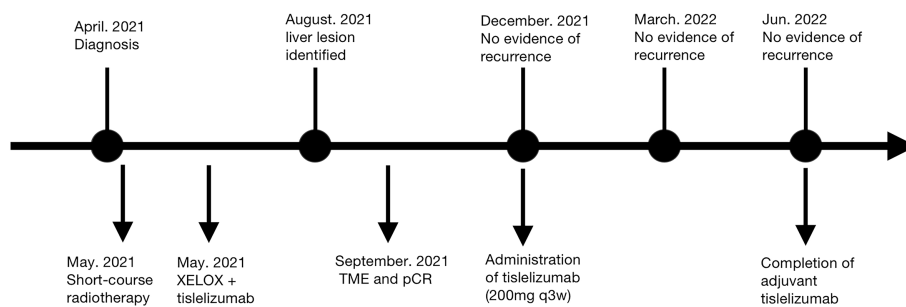 April. 2021
Diagnosis
August. 2021
liver lesion
identified
December. 2021
No evidence of
recurrence
March. 2022
No evidence of
recurrence
Jun. 2022
No evidence of
recurrence
May. 2021
Short-course
radiotherapy
May. 2021
XELOX +
tislelizumab
September. 2021
TME and pCR
Administration
of tislelizumab
(200mg q3w)
Completion of
adjuvant
tislelizumab